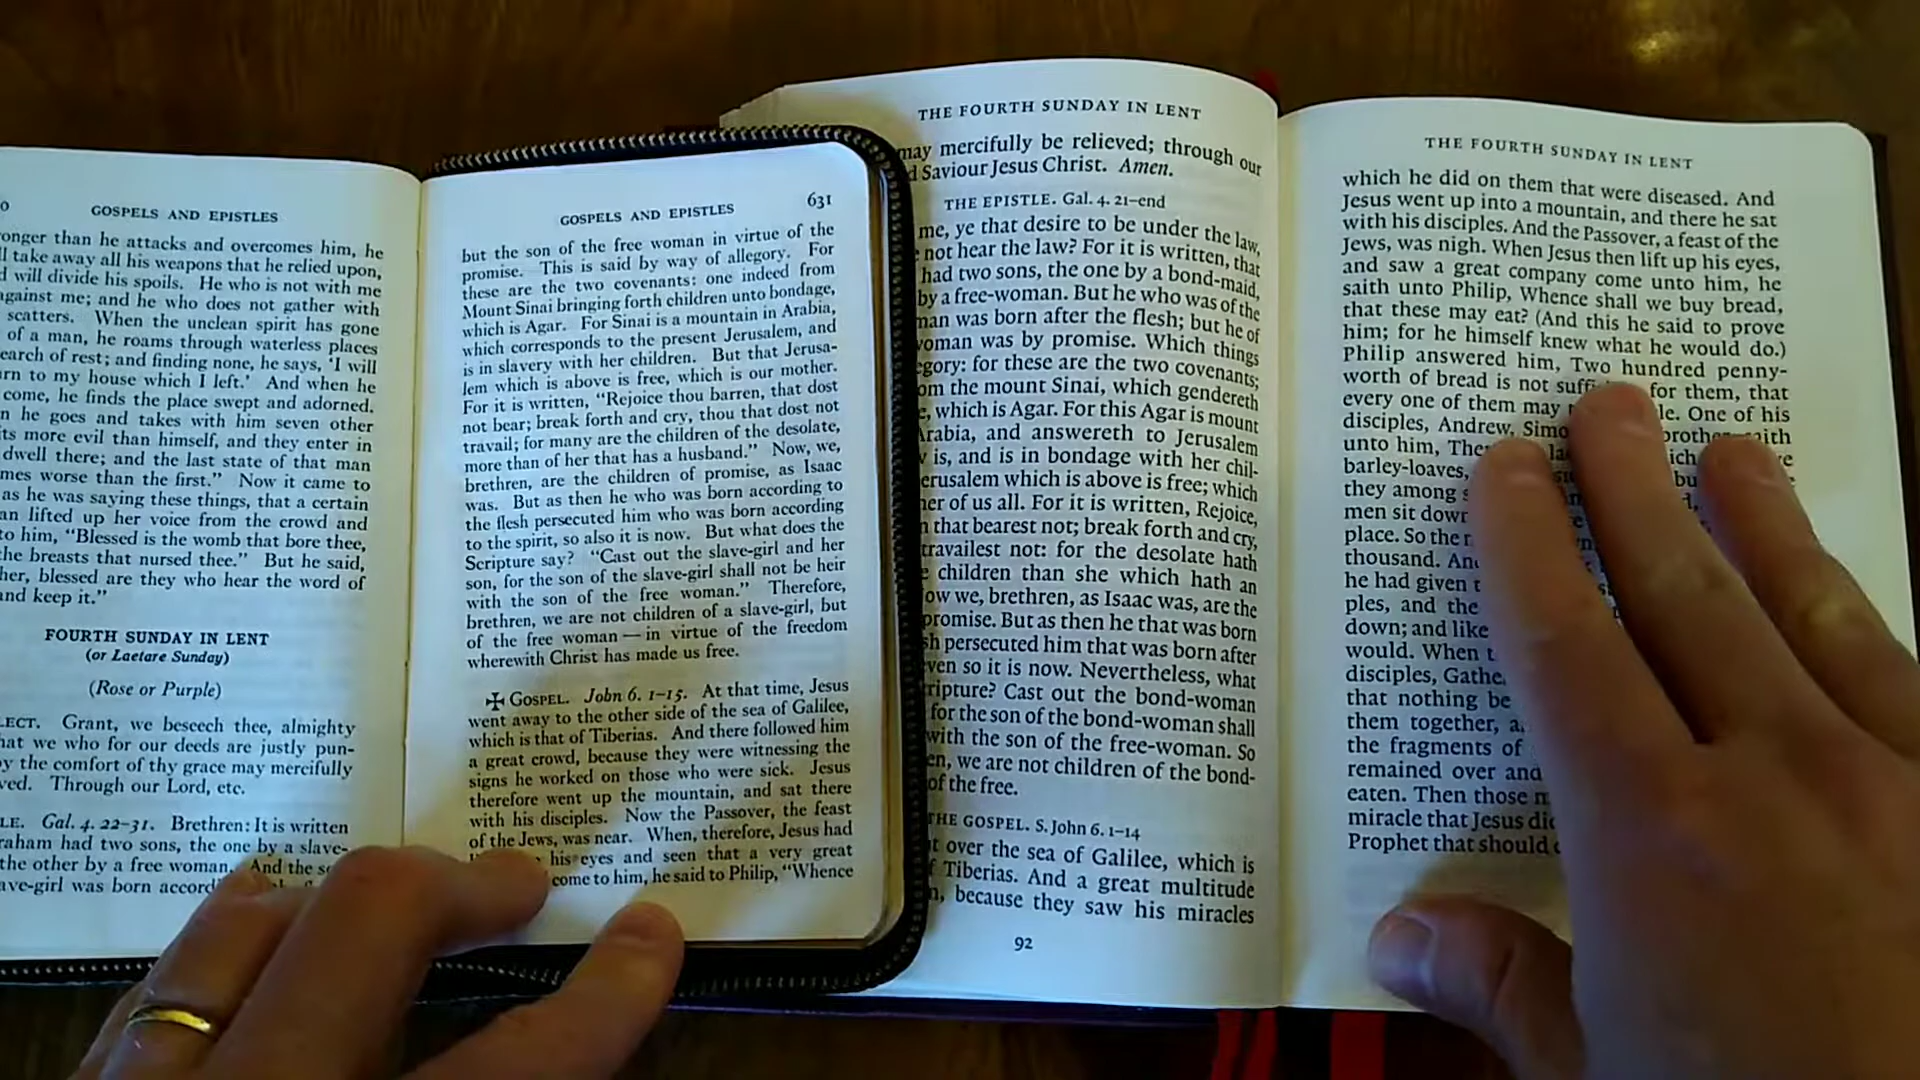 GOSPELS AND EPISTLES
onger than he attacks and overcomes him, he
ll take away all his weapons that he relied upon,
d will divide his spoils. He who is not with me
against me; and he who does not gather with
scatters. When the unclean spirit has gone
of a man, he roams through waterless places
earch of rest; and finding none, he says, 'I will
rn to my house which I left.' And when he
come, he finds the place swept and adorned.
n he goes and takes with him seven other
its more evil than himself, and they enter in
dwell there; and the last state of that man
mes worse than the first." Now it came to
as he was saying these things, that a certain
an lifted up her voice from the crowd and
to him, "Blessed is the womb that bore thee,
the breasts that nursed thee." But he said,
her, blessed are they who hear the word of
and keep it."
FOURTH SUNDAY IN LENT
(or Laetare Sunday)
(Rose or Purple)
LECT. Grant, we beseech thee, almighty
hat we who for our deeds are justly pun-
by the comfort of thy grace may mercifully
ved. Through our Lord, etc.
LE. Gal. 4. 22-31. Brethren: It is written
raham had two sons, the one by a slave-
the other by a free woman. And the
ave-girl was born
GOSPELS AND EPISTLES 631
but the son of the free woman in virtue of the
promise. This is said by way of allegory. For
these are the two covenants: one indeed from
Mount Sinai bringing forth children unto bondage,
which is Agar. For Sinai is a mountain in Arabia,
which corresponds to the present Jerusalem, and
is in slavery with her children. But that Jerusa-
lem which is above is free, which is our mother.
For it is written, "Rejoice thou barren, that dost
not bear; break forth and cry, thou that dost not
travail; for many are the children of the desolate,
more than of her that has a husband." Now, we,
brethren, are the children of promise, as Isaac
was. But as then he who was born according to
the flesh persecuted him who was born according
to the spirit, so also it is now. But what does the
Scripture say? "Cast out the slave-girl and her
son, for the son of the slave-girl shall not be heir
with the son of the free woman." Therefore,
brethren, we are not children of a slave-girl, but
of the free woman — in virtue of the freedom
wherewith Christ has made us free.
✠ GOSPEL. John 6. 1-15. At that time, Jesus
went away to the other side of the sea of Galilee,
which is that of Tiberias. And there followed him
a great crowd, because they were witnessing the
signs he worked on those who were sick. Jesus
therefore went up the mountain, and sat there
with his disciples. Now the Passover, the feast
of the Jews, was near. When, therefore, Jesus had
his eyes and seen that a very great
come to him, he said to Philip, "Whence
THE FOURTH SUNDAY IN LENT
may mercifully be relieved; through our
d Saviour Jesus Christ. Amen.
THE EPISTLE. Gal. 4. 21-end
me, ye that desire to be under the law,
not hear the law? For it is written, that
had two sons, the one by a bond-maid,
by a free-woman. But he who was of the
man was born after the flesh; but he of
woman was by promise. Which things
egory: for these are the two covenants;
om the mount Sinai, which gendereth
e, which is Agar. For this Agar is mount
Arabia, and answereth to Jerusalem
is, and is in bondage with her chil-
erusalem which is above is free; which
her of us all. For it is written, Rejoice,
that bearest not; break forth and cry,
travailest not: for the desolate hath
children than she which hath an
ow we, brethren, as Isaac was, are the
promise. But as then he that was born
sh persecuted him that was born after
even so it is now. Nevertheless, what
ripture? Cast out the bond-woman
for the son of the bond-woman shall
with the son of the free-woman. So
en, we are not children of the bond-
of the free.
THE GOSPEL. S. John 6. 1-14
t over the sea of Galilee, which is
f Tiberias. And a great multitude
because they saw his miracles
92
THE FOURTH SUNDAY IN LENT
which he did on them that were diseased. And
Jesus went up into a mountain, and there he sat
with his disciples. And the Passover, a feast of the
Jews, was nigh. When Jesus then lift up his eyes,
and saw a great company come unto him, he
saith unto Philip, Whence shall we buy bread,
that these may eat? (And this he said to prove
him; for he himself knew what he would do.)
Philip answered him, Two hundred penny-
worth of bread is not for them, that
every one of them may One of his
disciples, Andrew,
unto him,
barley-loaves,
they among
men sit down
place. So the
thousand.
he had given
ples, and the
down; and like
would. When
disciples,
that nothing be
them together,
the fragments of
remained over and
eaten. Then those
miracle that Jesus
Prophet that should